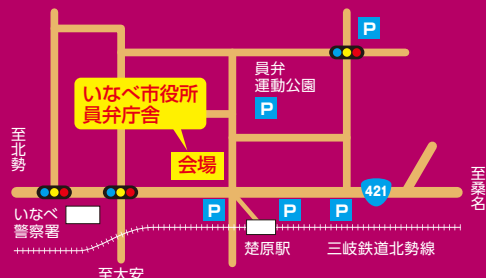 P
員弁
運動公園
P
いなべ市役所
員弁庁舎
会場
至北勢
至桑名
421
P
P
P
いなべ
警察署
楚原駅
三岐鉄道北勢線
至大安